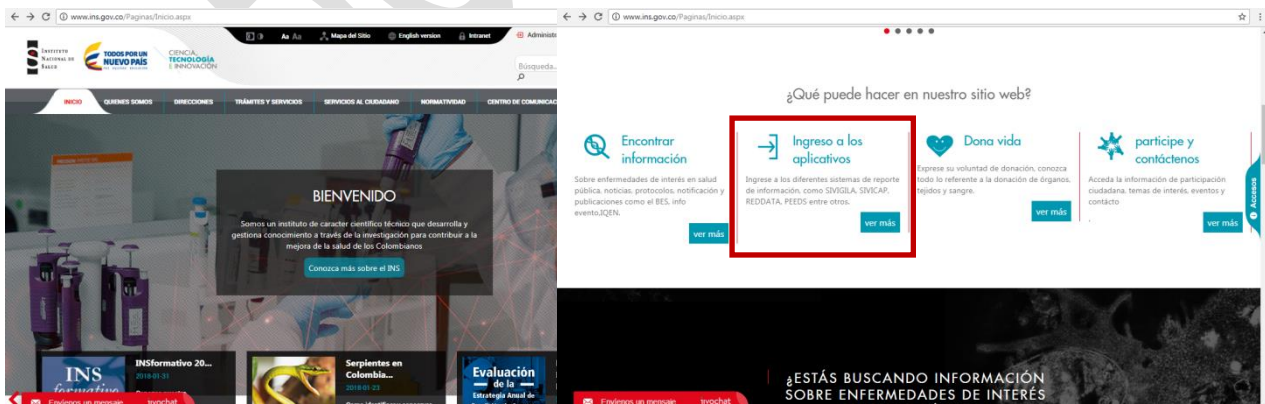 www.ins.gov.co/Paginas/Inicio.aspx
Aa Aa
Mapa del Sitio
English version
Intranet
Administ
INSTITUTO
NACIONAL DE
SALUD
TODOS POR UN
NUEVO PAÍS
PAZ EQUIDAD EDUCACIÓN
CIENCIA,
TECNOLOGÍA
E INNOVACIÓN
Búsqueda...
INICIO
QUIENES SOMOS
DIRECCIONES
TRÁMITES Y SERVICIOS
SERVICIOS AL CIUDADANO
NORMATIVIDAD
CENTRO DE COMUNICAC
BIENVENIDO
Somos un instituto de caracter científico técnico que desarrolla y
gestiona conocimiento a través de la investigación para contribuir a la
mejora de la salud de los Colombianos
Conozca más sobre el INS
INS
formativo
INSformativo 20...
2018-01-31
Serpientes en
Colombia...
2018-01-23
Evaluación
de la
Estrategia Anual de
Envíenos un mensaje
www.ins.gov.co/Paginas/Inicio.aspx
¿Qué puede hacer en nuestro sitio web?
Encontrar
información
Sobre enfermedades de interés en salud
pública, noticias, protocolos, notificación y
publicaciones como el BES, info
evento,IQEN.
ver más
Ingreso a los
aplicativos
Ingrese a los diferentes sistemas de reporte
de información, como SIVIGILA, SIVICAP,
REDDATA, PEEDS entre otros.
ver más
Dona vida
Exprese su voluntad de donación, conozca
todo lo referente a la donación de órganos,
tejidos y sangre.
ver más
participe y
contáctenos
Acceda la información de participación
ciudadana, temas de interés, eventos y
contácto
.
ver más
Accesos
¿ESTÁS BUSCANDO INFORMACIÓN
SOBRE ENFERMEDADES DE INTERÉS
Envíenos un mensaje